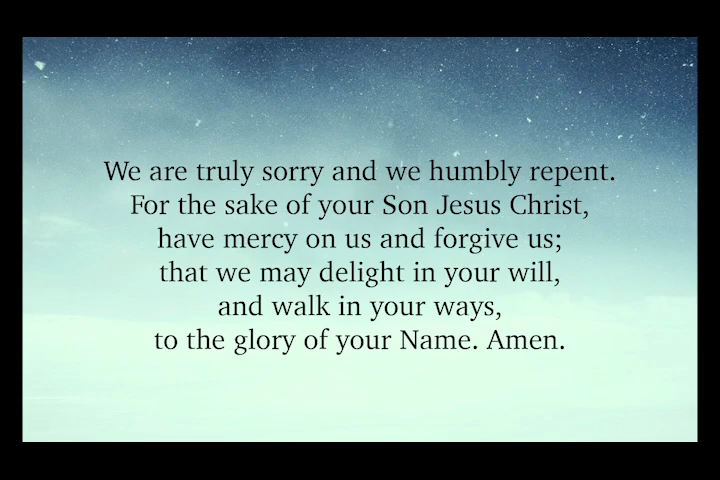 We are truly sorry and we humbly repent.
For the sake of your Son Jesus Christ,
have mercy on us and forgive us;
that we may delight in your will,
and walk in your ways,
to the glory of your Name. Amen.